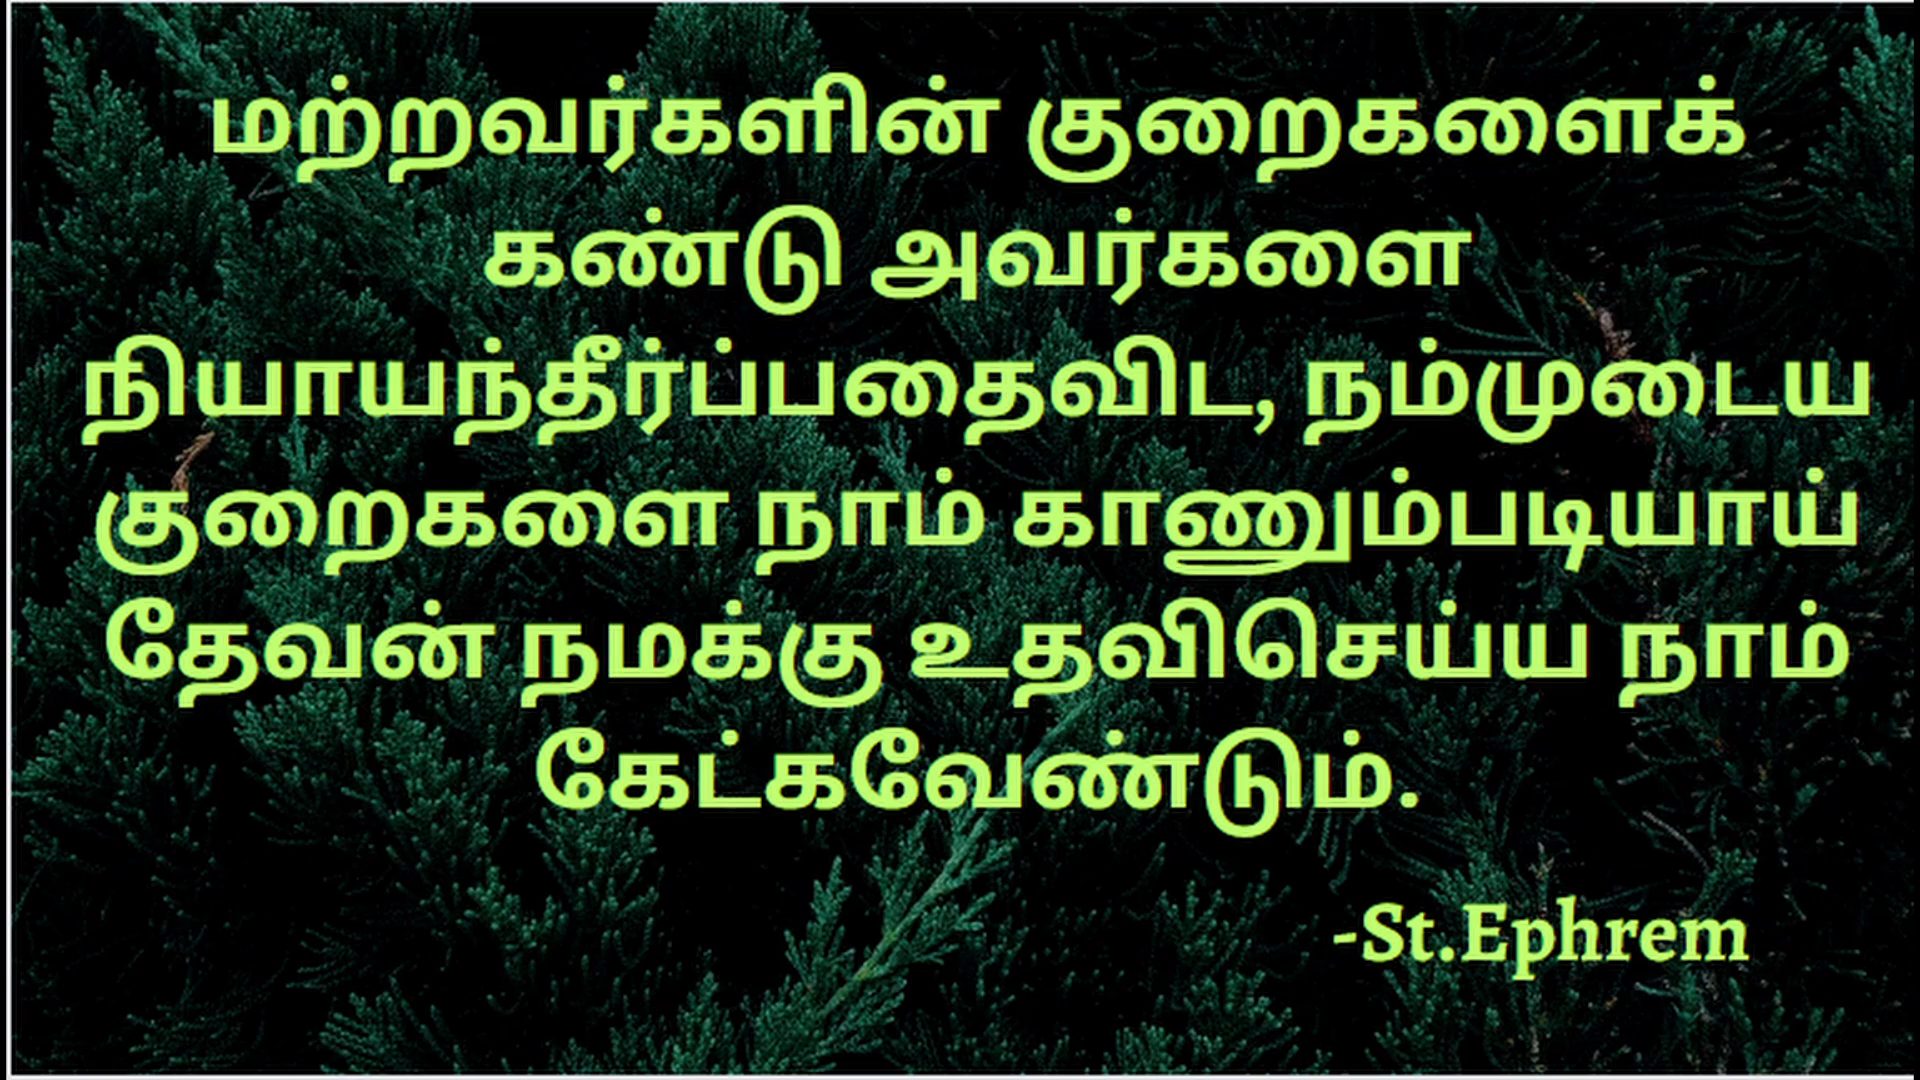 மற்றவர்களின் குறைகளைக்
கண்டு அவர்களை
நியாயந்தீர்ப்பதைவிட, நம்முடைய
குறைகளை நாம் காணும்படியாய்
தேவன் நமக்கு உதவிசெய்ய நாம்
கேட்கவேண்டும்.
-St.Ephrem